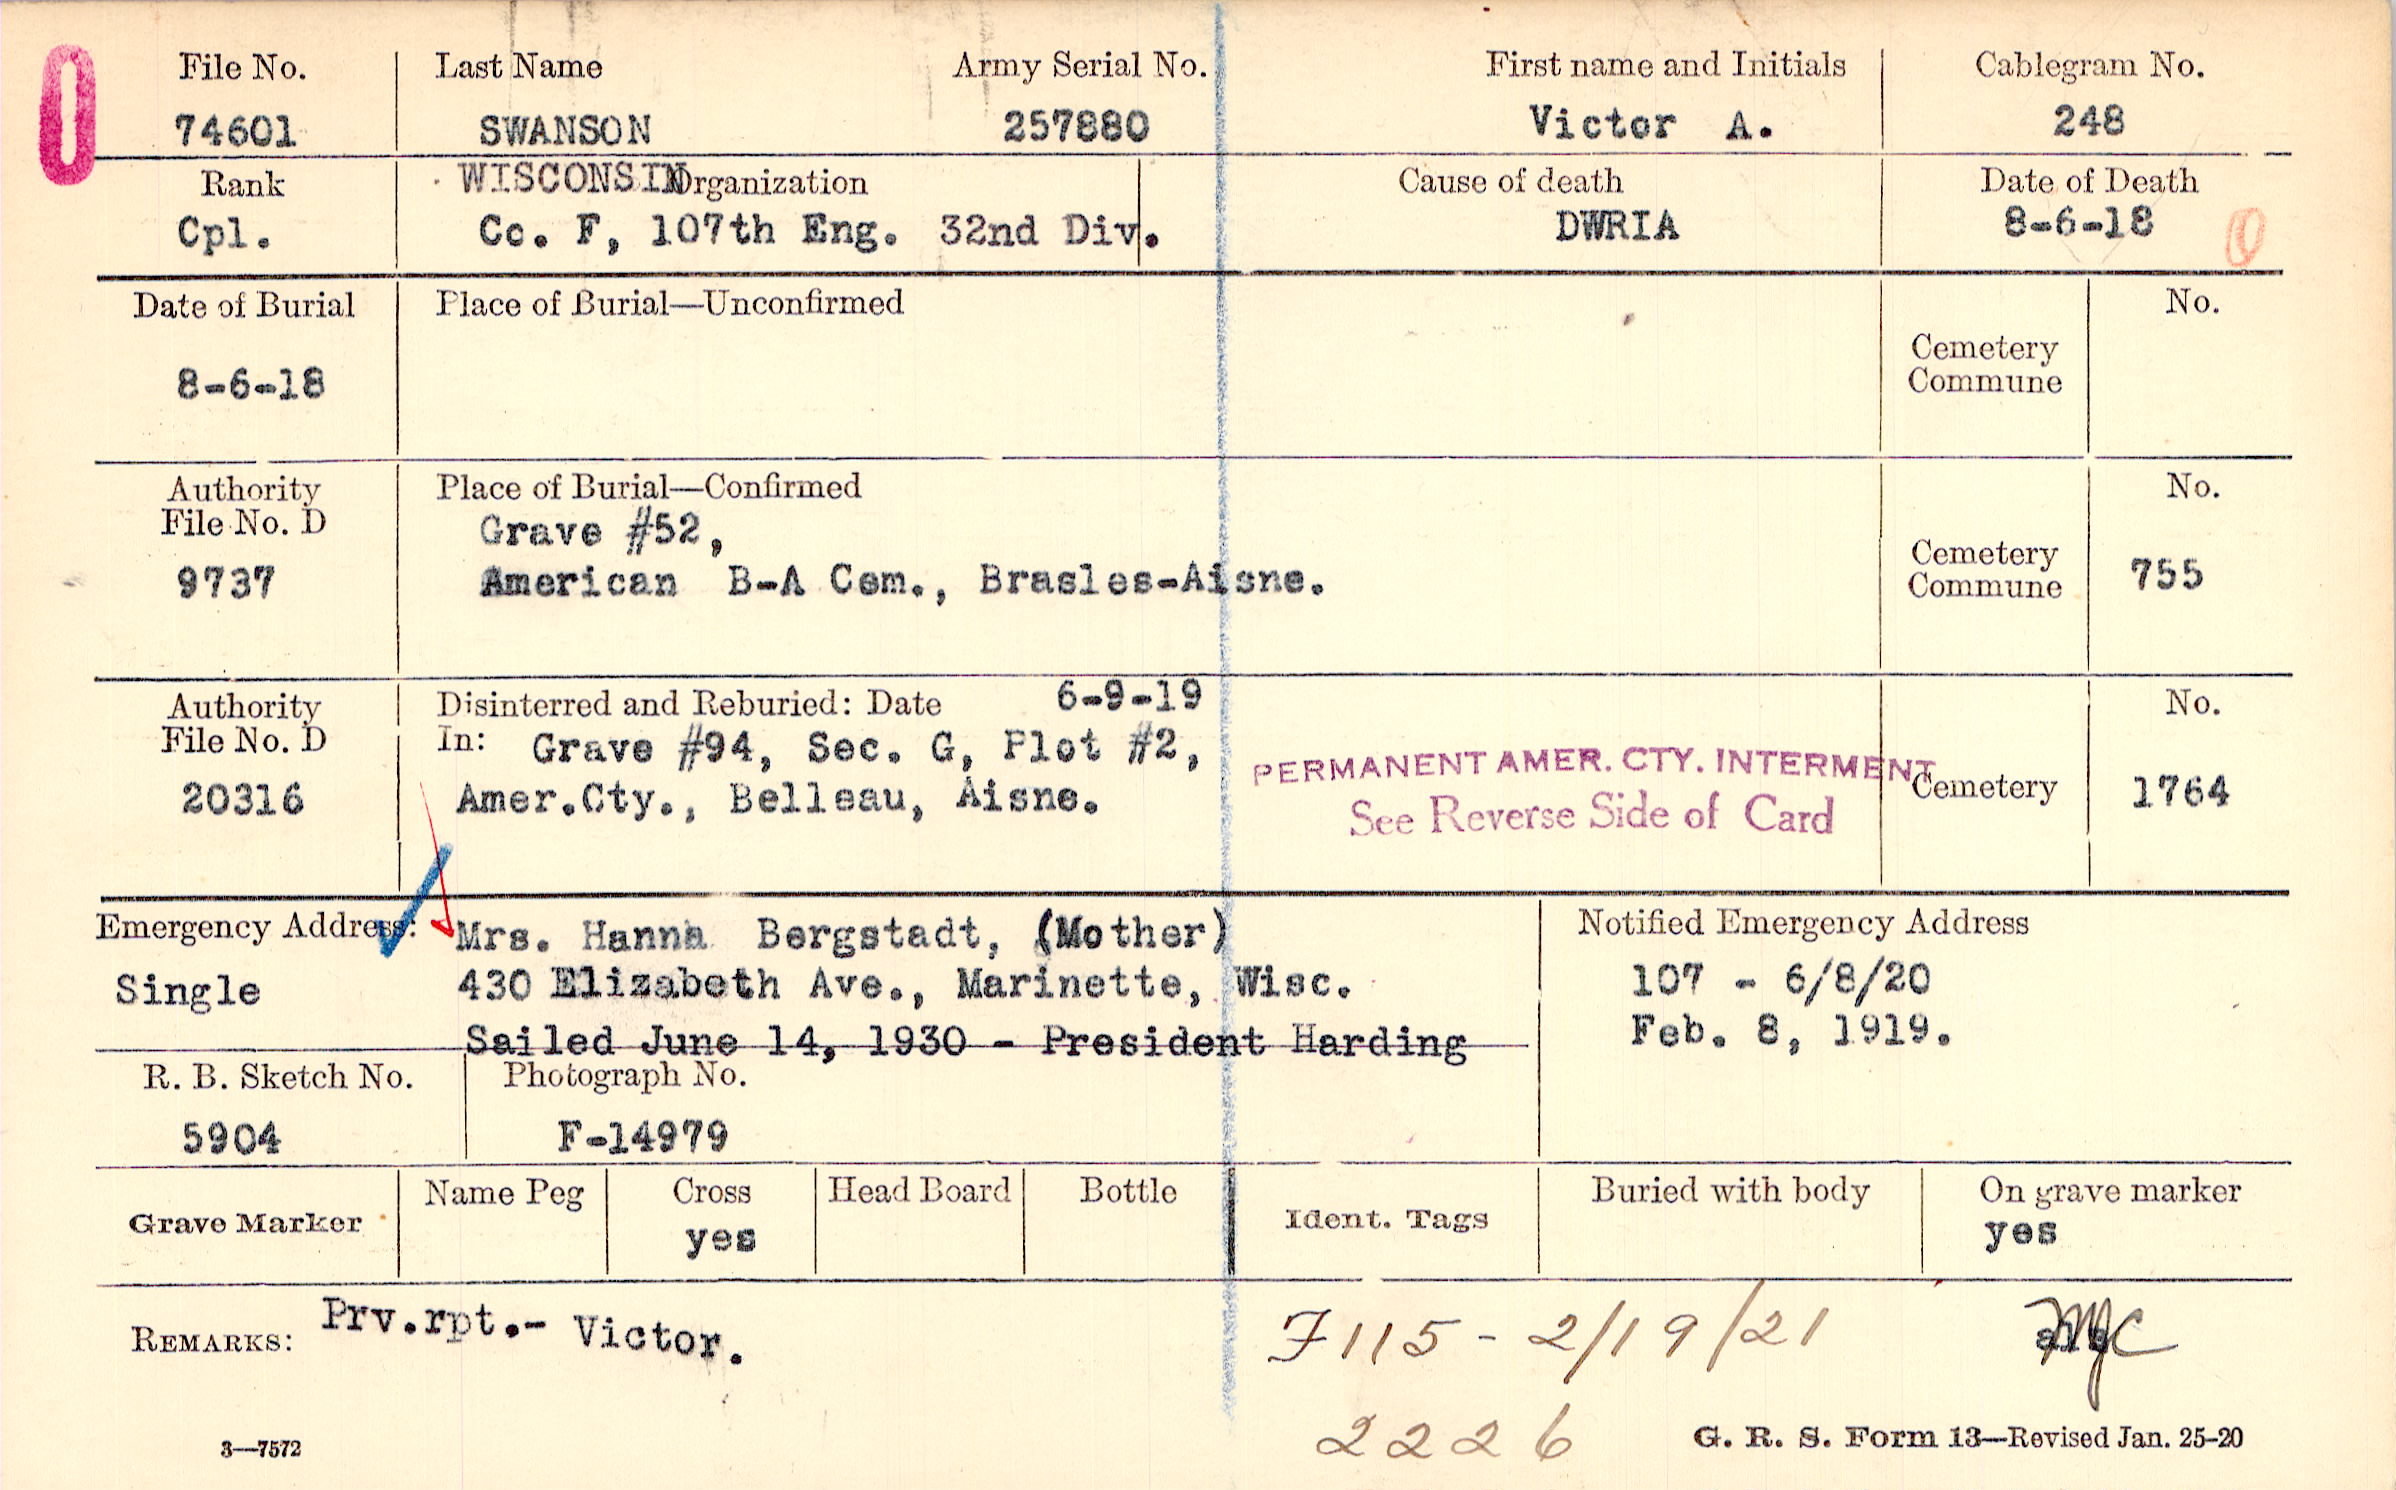 0
File No. Last Name Army Serial No. First name and Initials Cablegram No.
74601 SWANSON 257880 Victor A. 248
Rank WISCONSIN Organization Cause of death Date of Death
Cpl. Co. F, 107th Eng. 32nd Div. DWRIA 8-6-18 0
Date of Burial Place of Burial—Unconfirmed No.
Cemetery
Commune
8-6-18
Authority Place of Burial—Confirmed No.
File No. D Grave #52,
Cemetery
9737 American B-A Cem., Brasles-Aisne. Commune 755
Authority Disinterred and Reburied: Date 6-9-19 No.
File No. D In: Grave #94, Sec. G, Plot #2,
PERMANENT AMER. CTY. INTERMENT
20316 Amer.Cty., Belleau, Aisne. See Reverse Side of Card Cemetery 1764
Emergency Address: Mrs. Hanna Bergstadt, (Mother) Notified Emergency Address
Single 430 Elizabeth Ave., Marinette, Wisc. 107 - 6/8/20
Sailed June 14, 1930 - President Harding Feb. 8, 1919.
R. B. Sketch No. Photograph No.
5904 F-14979
Grave Marker Name Peg Cross Head Board Bottle Ident. Tags Buried with body On grave marker
yes yes
REMARKS: Prv.rpt.- Victor. F115 - 2/19/21
2226
3—7572 G. R. S. Form 13—Revised Jan. 25-20